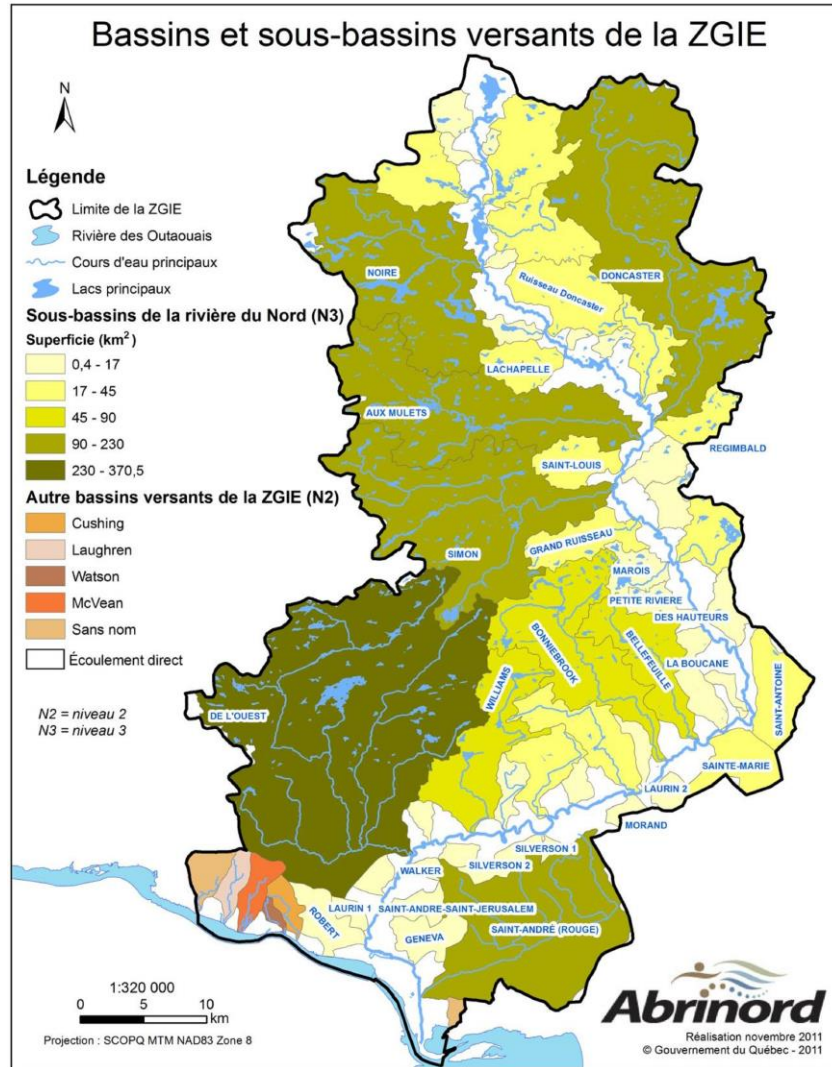 Bassins et sous-bassins versants de la ZGIE
N
Légende
Limite de la ZGIE
Rivière des Outaouais
Cours d'eau principaux
Lacs principaux
Sous-bassins de la rivière du Nord (N3)
Superficie (km²)
0,4 - 17
17 - 45
45 - 90
90 - 230
230 - 370,5
Autre bassins versants de la ZGIE (N2)
Cushing
Laughren
Watson
McVean
Sans nom
Écoulement direct
N2 = niveau 2
N3 = niveau 3
NOIRE
DONCASTER
Ruisseau Doncaster
LACHAPELLE
AUX MULETS
REGIMBALD
SAINT-LOUIS
SIMON
GRAND RUISSEAU
MAROIS
PETITE RIVIERE
DES HAUTEURS
BONNIEBROOK
BELLEFEUILLE
LA BOUCANE
WILLIAMS
SAINT-ANTOINE
DE L'OUEST
SAINTE-MARIE
LAURIN 2
MORAND
SILVERSON 1
SILVERSON 2
WALKER
LAURIN 1
SAINT-ANDRE-SAINT-JERUSALEM
ROBERT
GENEVA
SAINT-ANDRÉ (ROUGE)
1:320 000
0 5 10
km
Projection : SCOPQ MTM NAD83 Zone 8
Abrinord
Réalisation novembre 2011
© Gouvernement du Québec - 2011